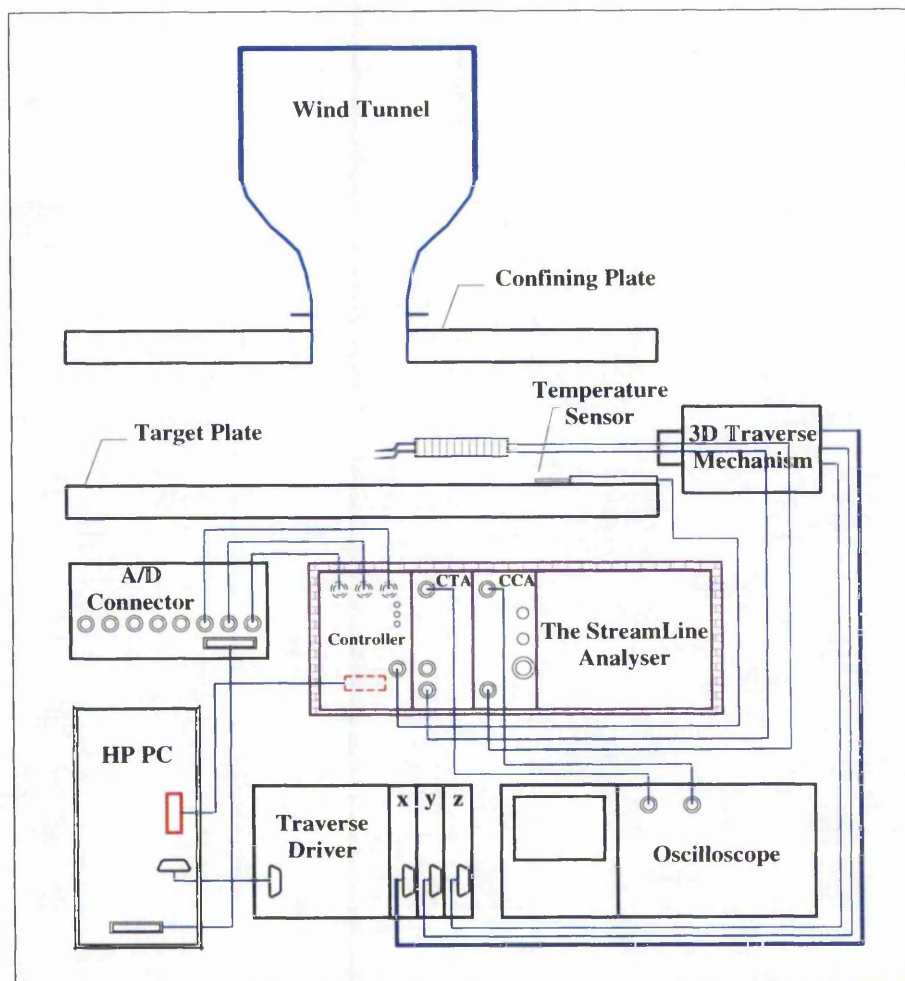 Wind Tunnel
Confining Plate
Temperature
Sensor
Target Plate
3D Traverse
Mechanism
A/D
Connector
CTA
CCA
Controller
The StreamLine
Analyser
HP PC
Traverse
Driver
x y z
Oscilloscope